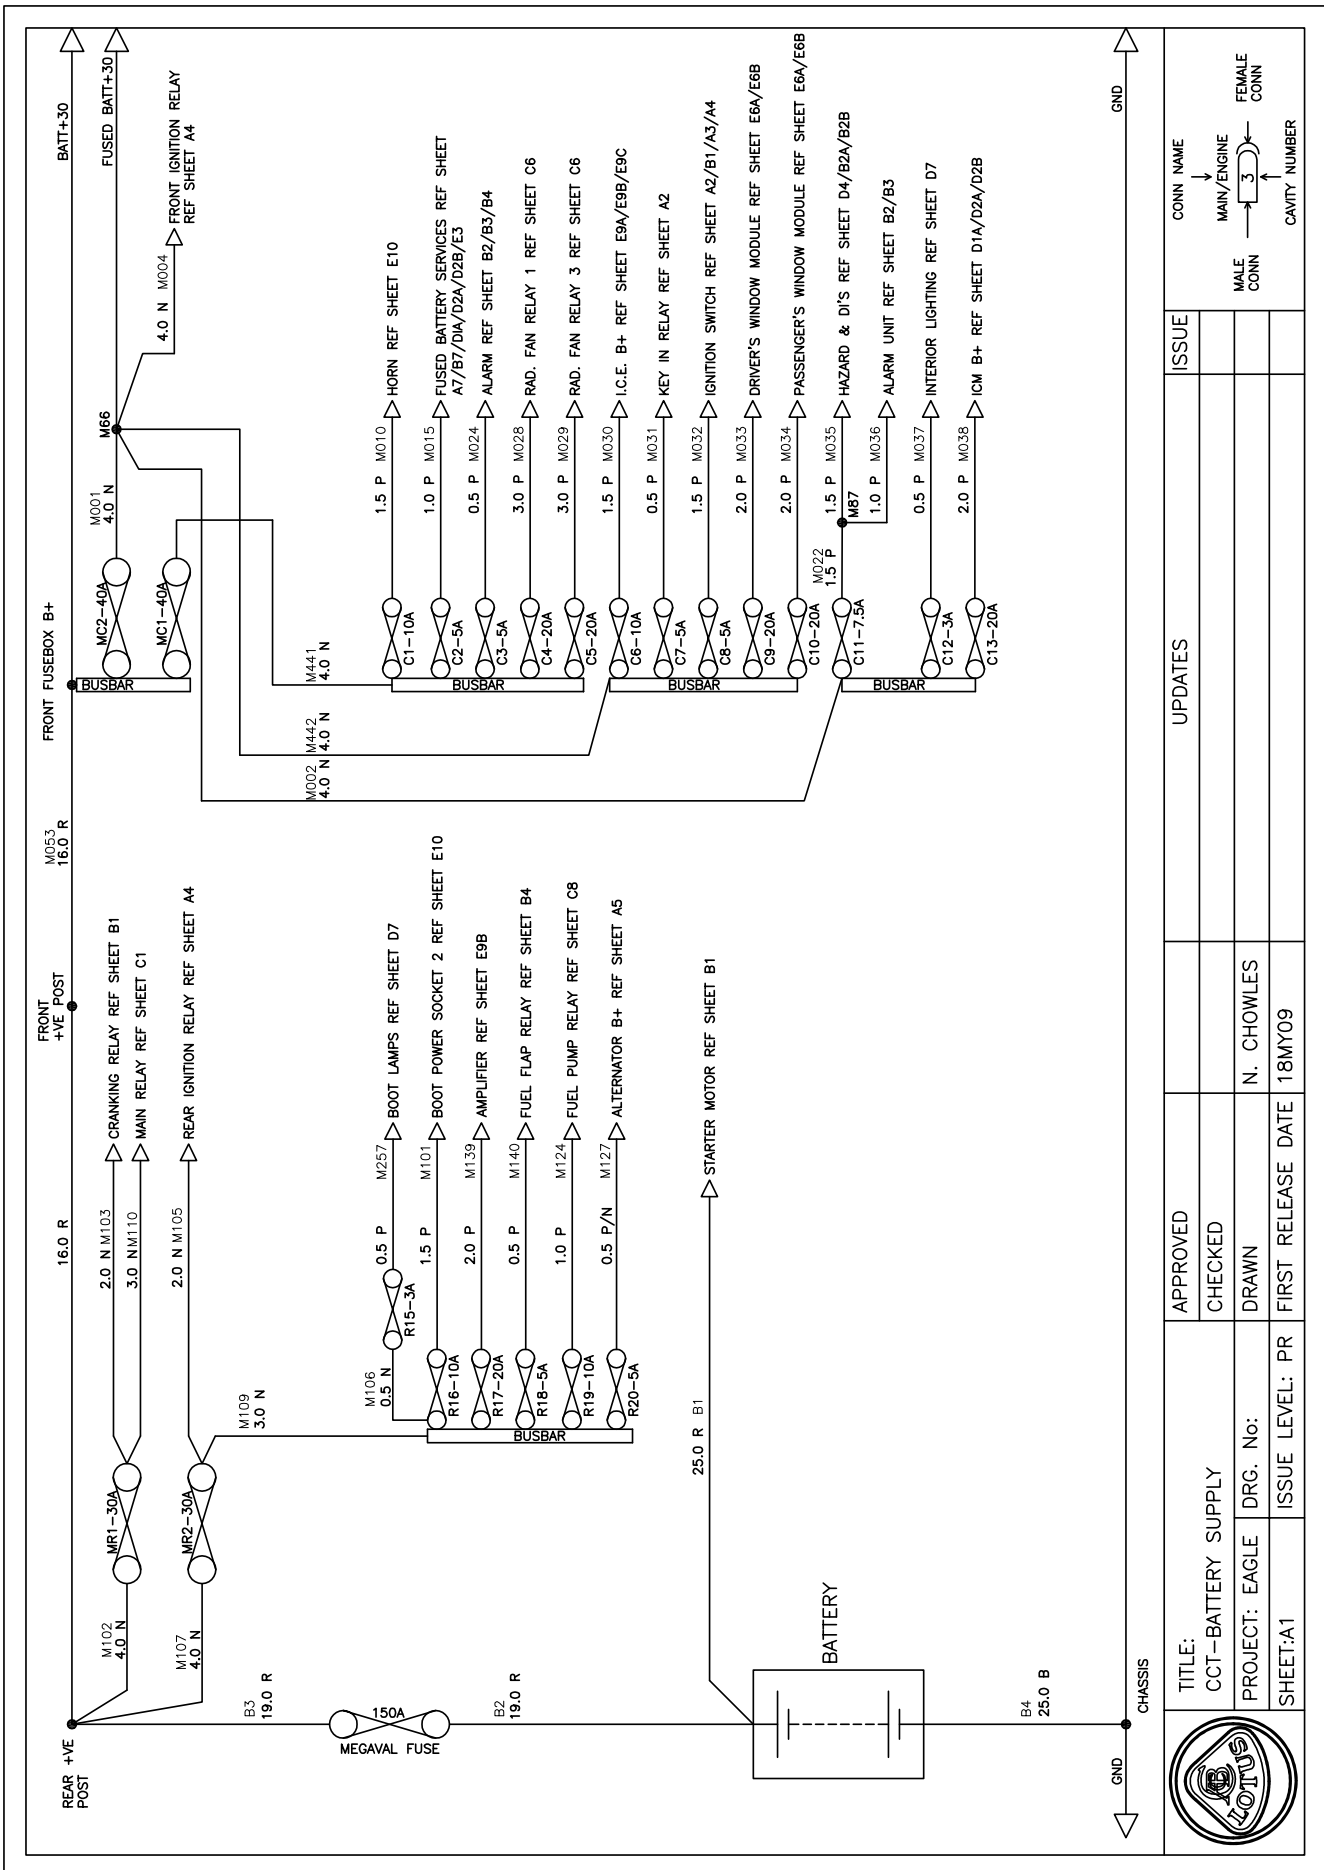 REAR +VE
POST
16.0 R
FRONT
+VE POST
M053
16.0 R
FRONT FUSEBOX B+
BATT+30
FUSED BATT+30
M102
4.0 N
MR1-30A
2.0 N M103
CRANKING RELAY REF SHEET B1
3.0 N M110
MAIN RELAY REF SHEET C1
M107
4.0 N
MR2-30A
2.0 N M105
REAR IGNITION RELAY REF SHEET A4
M109
3.0 N
BUSBAR
MC2-40A
M001
4.0 N
M66
MC1-40A
4.0 N M004
FRONT IGNITION RELAY
REF SHEET A4
M002
4.0 N
M442
4.0 N
M441
4.0 N
B3
19.0 R
150A
MEGAVAL FUSE
B2
19.0 R
M106
0.5 N
R15-3A
0.5 P
M257
BOOT LAMPS REF SHEET D7
R16-10A
1.5 P
M101
BOOT POWER SOCKET 2 REF SHEET E10
R17-20A
2.0 P
M139
AMPLIFIER REF SHEET E9B
R18-5A
0.5 P
M140
FUEL FLAP RELAY REF SHEET B4
R19-10A
1.0 P
M124
FUEL PUMP RELAY REF SHEET C8
R20-5A
0.5 P/N
M127
ALTERNATOR B+ REF SHEET A5
BUSBAR
BUSBAR
C1-10A
1.5 P M010
HORN REF SHEET E10
C2-5A
1.0 P M015
FUSED BATTERY SERVICES REF SHEET
A7/B7/DIA/D2A/D2B/E3
C3-5A
0.5 P M024
ALARM REF SHEET B2/B3/B4
C4-20A
3.0 P M028
RAD. FAN RELAY 1 REF SHEET C6
C5-20A
3.0 P M029
RAD. FAN RELAY 3 REF SHEET C6
BUSBAR
C6-10A
1.5 P M030
I.C.E. B+ REF SHEET E9A/E9B/E9C
C7-5A
0.5 P M031
KEY IN RELAY REF SHEET A2
C8-5A
1.5 P M032
IGNITION SWITCH REF SHEET A2/B1/A3/A4
C9-20A
2.0 P M033
DRIVER'S WINDOW MODULE REF SHEET E6A/E6B
C10-20A
2.0 P M034
PASSENGER'S WINDOW MODULE REF SHEET E6A/E6B
BUSBAR
C11-7.5A
M022
1.5 P
M87
1.5 P M035
HAZARD & DI'S REF SHEET D4/B2A/B2B
1.0 P M036
ALARM UNIT REF SHEET B2/B3
C12-3A
0.5 P M037
INTERIOR LIGHTING REF SHEET D7
C13-20A
2.0 P M038
ICM B+ REF SHEET D1A/D2A/D2B
25.0 R B1
STARTER MOTOR REF SHEET B1
BATTERY
B4
25.0 B
GND
CHASSIS
GND
LOTUS
TITLE:
CCT-BATTERY SUPPLY
PROJECT: EAGLE
DRG. No:
SHEET:A1
ISSUE LEVEL: PR
APPROVED
CHECKED
DRAWN
N. CHOWLES
FIRST RELEASE DATE
18MY09
UPDATES
ISSUE
CONN NAME
MAIN/ENGINE
MALE
CONN
3
FEMALE
CONN
CAVITY NUMBER